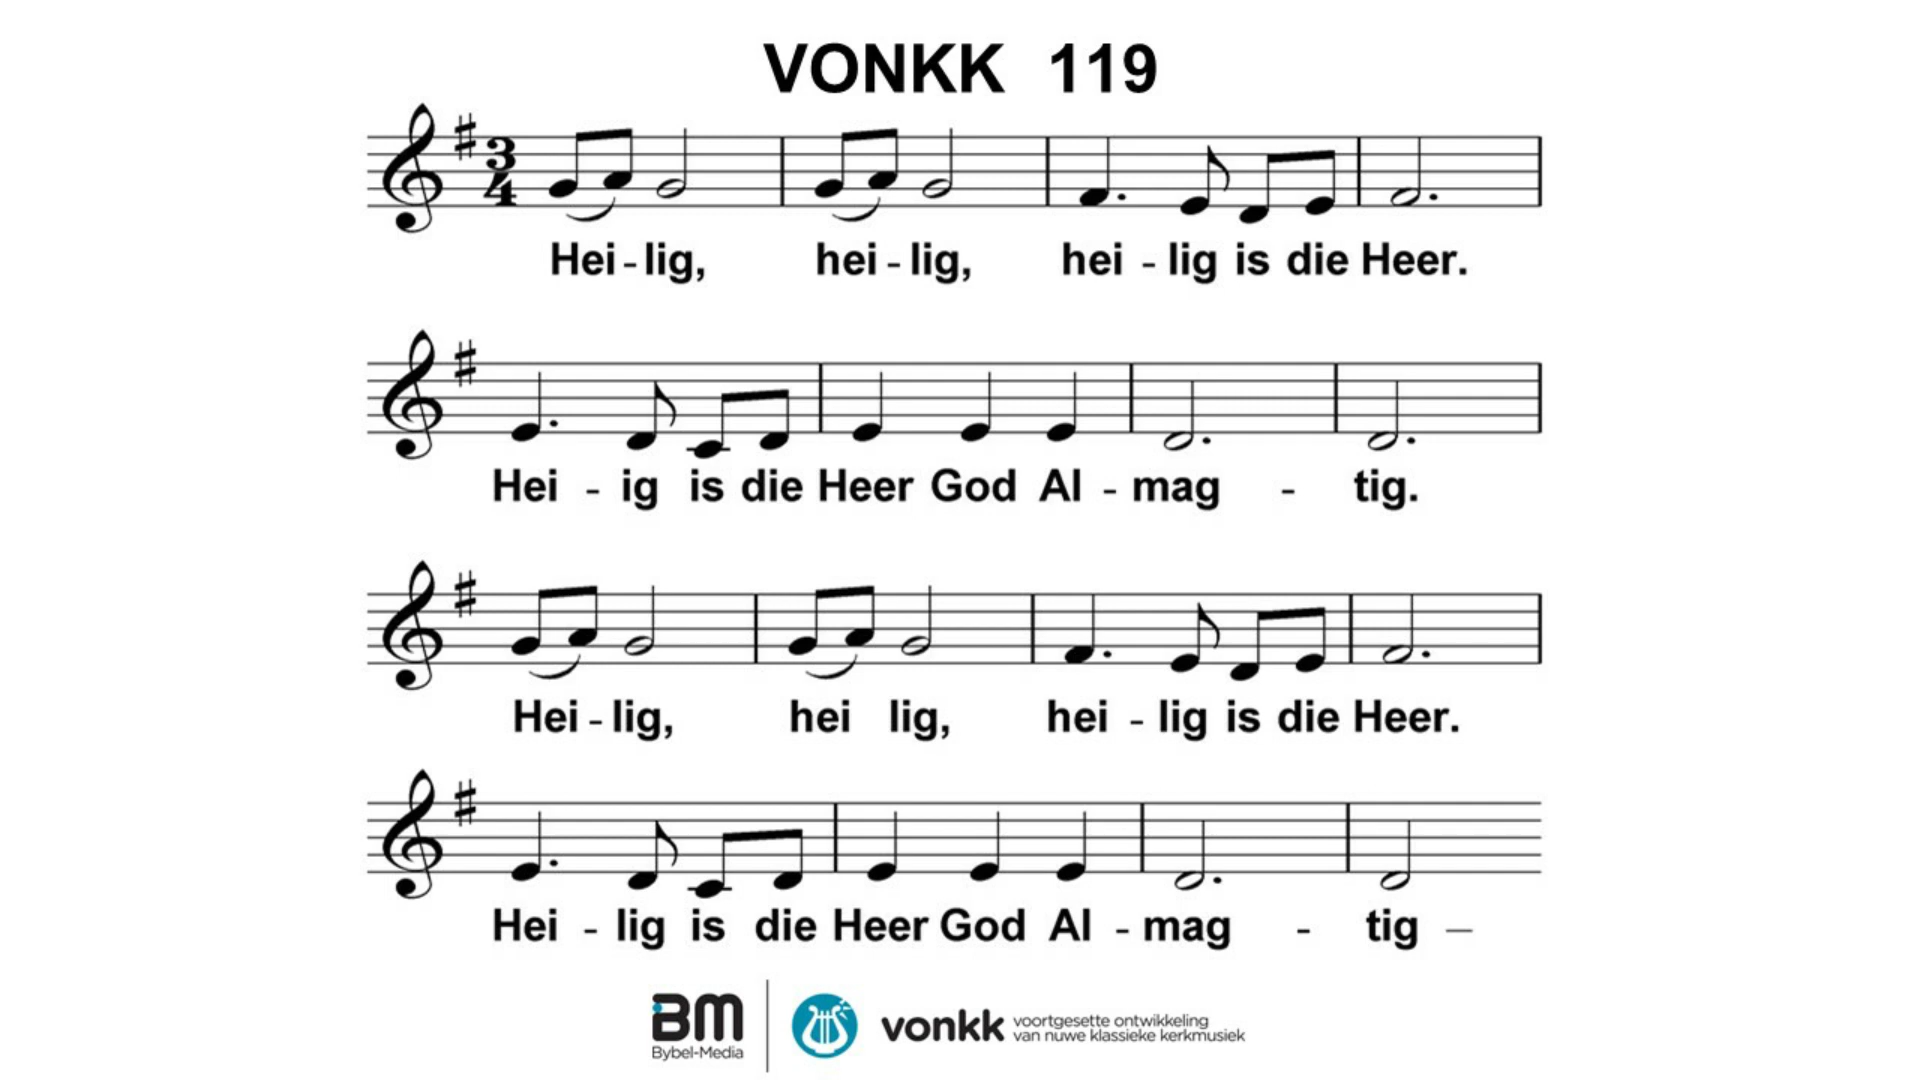 VONKK 119
3
4
Hei - lig, hei - lig, hei - lig is die Heer.
Hei - ig is die Heer God Al - mag - tig.
Hei - lig, hei lig, hei - lig is die Heer.
Hei - lig is die Heer God Al - mag - tig –
BM
Bybel-Media
vonkk
voortgesette ontwikkeling
van nuwe klassieke kerkmusiek